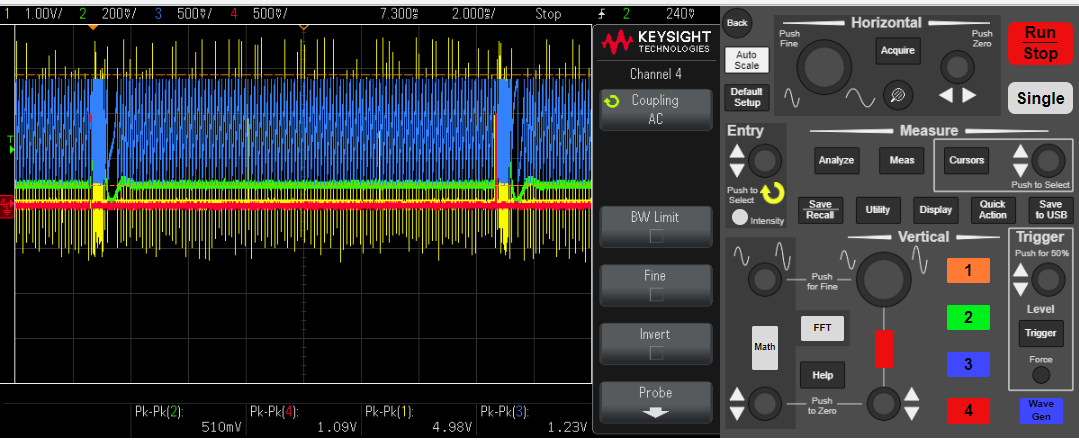 1 1.00V/ 2 200V/ 3 500V/ 4 500V/ 7.300s 2.000s/ Stop 2 240V
KEYSIGHT
TECHNOLOGIES
Channel 4
Coupling
AC
BW Limit
Fine
Invert
Probe
T
4
Pk-Pk(2): Pk-Pk(4): Pk-Pk(1): Pk-Pk(3):
510mV 1.09V 4.98V 1.23V
Back
Horizontal
Push
Fine
Push
Zero
Run
Stop
Auto
Scale
Acquire
Default
Setup
Single
Entry
Measure
Analyze
Meas
Cursors
Push to
Select
Push to Select
Intensity
Save
Recall
Utility
Display
Quick
Action
Save
to USB
Vertical
Trigger
Push for 50%
Push
for Fine
1
Level
2
FFT
Trigger
Math
3
Force
Help
Push
to Zero
4
Wave
Gen